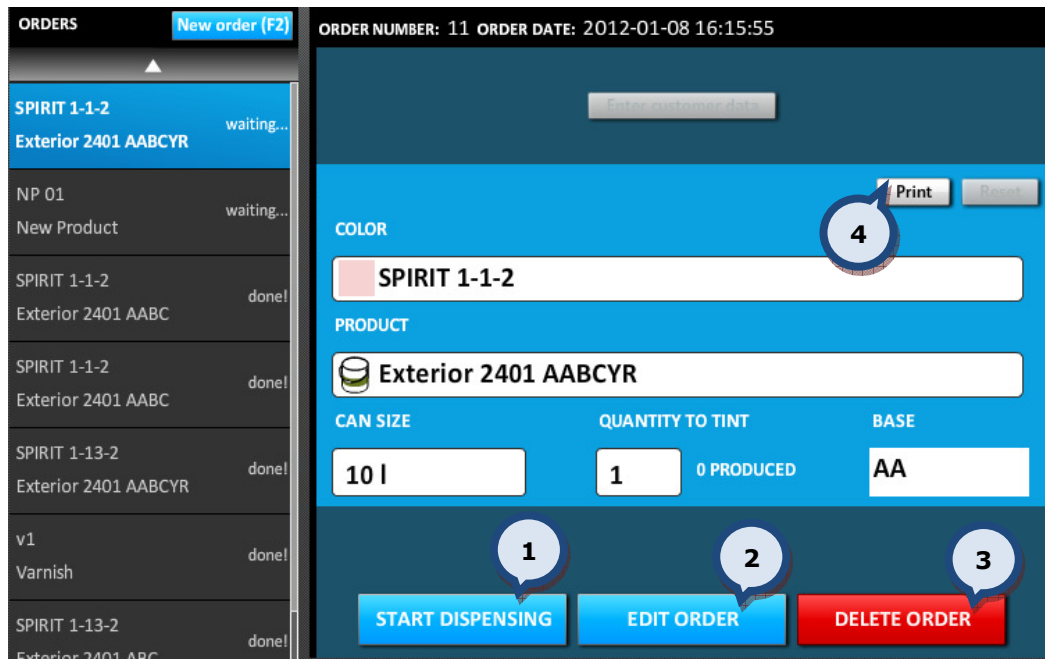 ORDERS
New order (F2)
SPIRIT 1-1-2
waiting...
Exterior 2401 AABCYR
NP 01
waiting...
New Product
SPIRIT 1-1-2
done!
Exterior 2401 AABC
SPIRIT 1-1-2
done!
Exterior 2401 AABC
SPIRIT 1-13-2
done!
Exterior 2401 AABCYR
v1
done!
Varnish
SPIRIT 1-13-2
done!
Exterior 2401 ABC
ORDER NUMBER: 11 ORDER DATE: 2012-01-08 16:15:55
Enter customer data
Print
Reset
4
COLOR
SPIRIT 1-1-2
PRODUCT
Exterior 2401 AABCYR
CAN SIZE
QUANTITY TO TINT
BASE
10 l
1
0 PRODUCED
AA
1
2
3
START DISPENSING
EDIT ORDER
DELETE ORDER